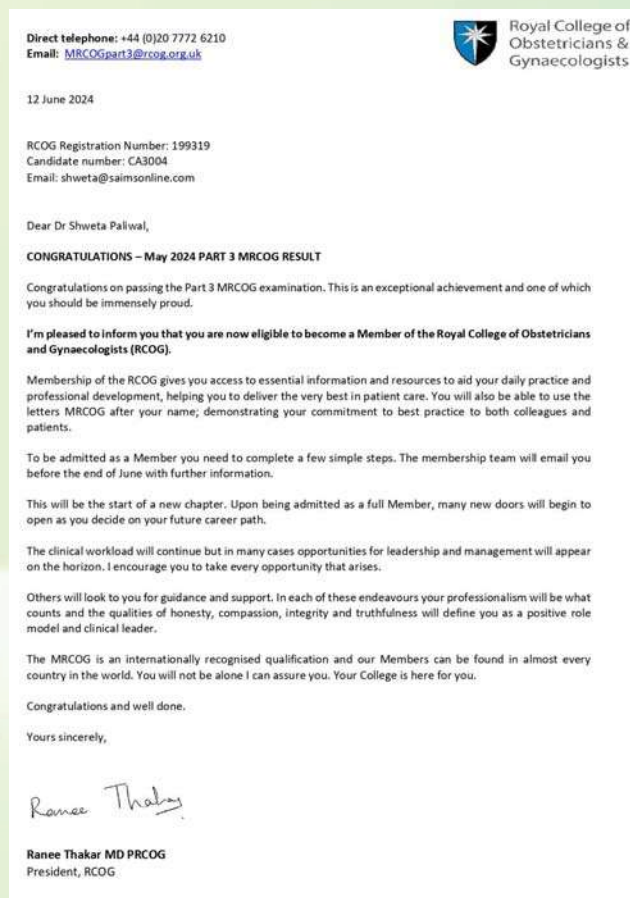 Direct telephone: +44 (0)20 7772 6210
Email: MRCOGpart3@rcog.org.uk
Royal College of
Obstetricians &
Gynaecologists
12 June 2024
RCOG Registration Number: 199319
Candidate number: CA3004
Email: shweta@saimsonline.com
Dear Dr Shweta Paliwal,
CONGRATULATIONS – May 2024 PART 3 MRCOG RESULT
Congratulations on passing the Part 3 MRCOG examination. This is an exceptional achievement and one of which
you should be immensely proud.
I'm pleased to inform you that you are now eligible to become a Member of the Royal College of Obstetricians
and Gynaecologists (RCOG).
Membership of the RCOG gives you access to essential information and resources to aid your daily practice and
professional development, helping you to deliver the very best in patient care. You will also be able to use the
letters MRCOG after your name; demonstrating your commitment to best practice to both colleagues and
patients.
To be admitted as a Member you need to complete a few simple steps. The membership team will email you
before the end of June with further information.
This will be the start of a new chapter. Upon being admitted as a full Member, many new doors will begin to
open as you decide on your future career path.
The clinical workload will continue but in many cases opportunities for leadership and management will appear
on the horizon. I encourage you to take every opportunity that arises.
Others will look to you for guidance and support. In each of these endeavours your professionalism will be what
counts and the qualities of honesty, compassion, integrity and truthfulness will define you as a positive role
model and clinical leader.
The MRCOG is an internationally recognised qualification and our Members can be found in almost every
country in the world. You will not be alone I can assure you. Your College is here for you.
Congratulations and well done.
Yours sincerely,
Ranee Thakar
Ranee Thakar MD PRCOG
President, RCOG